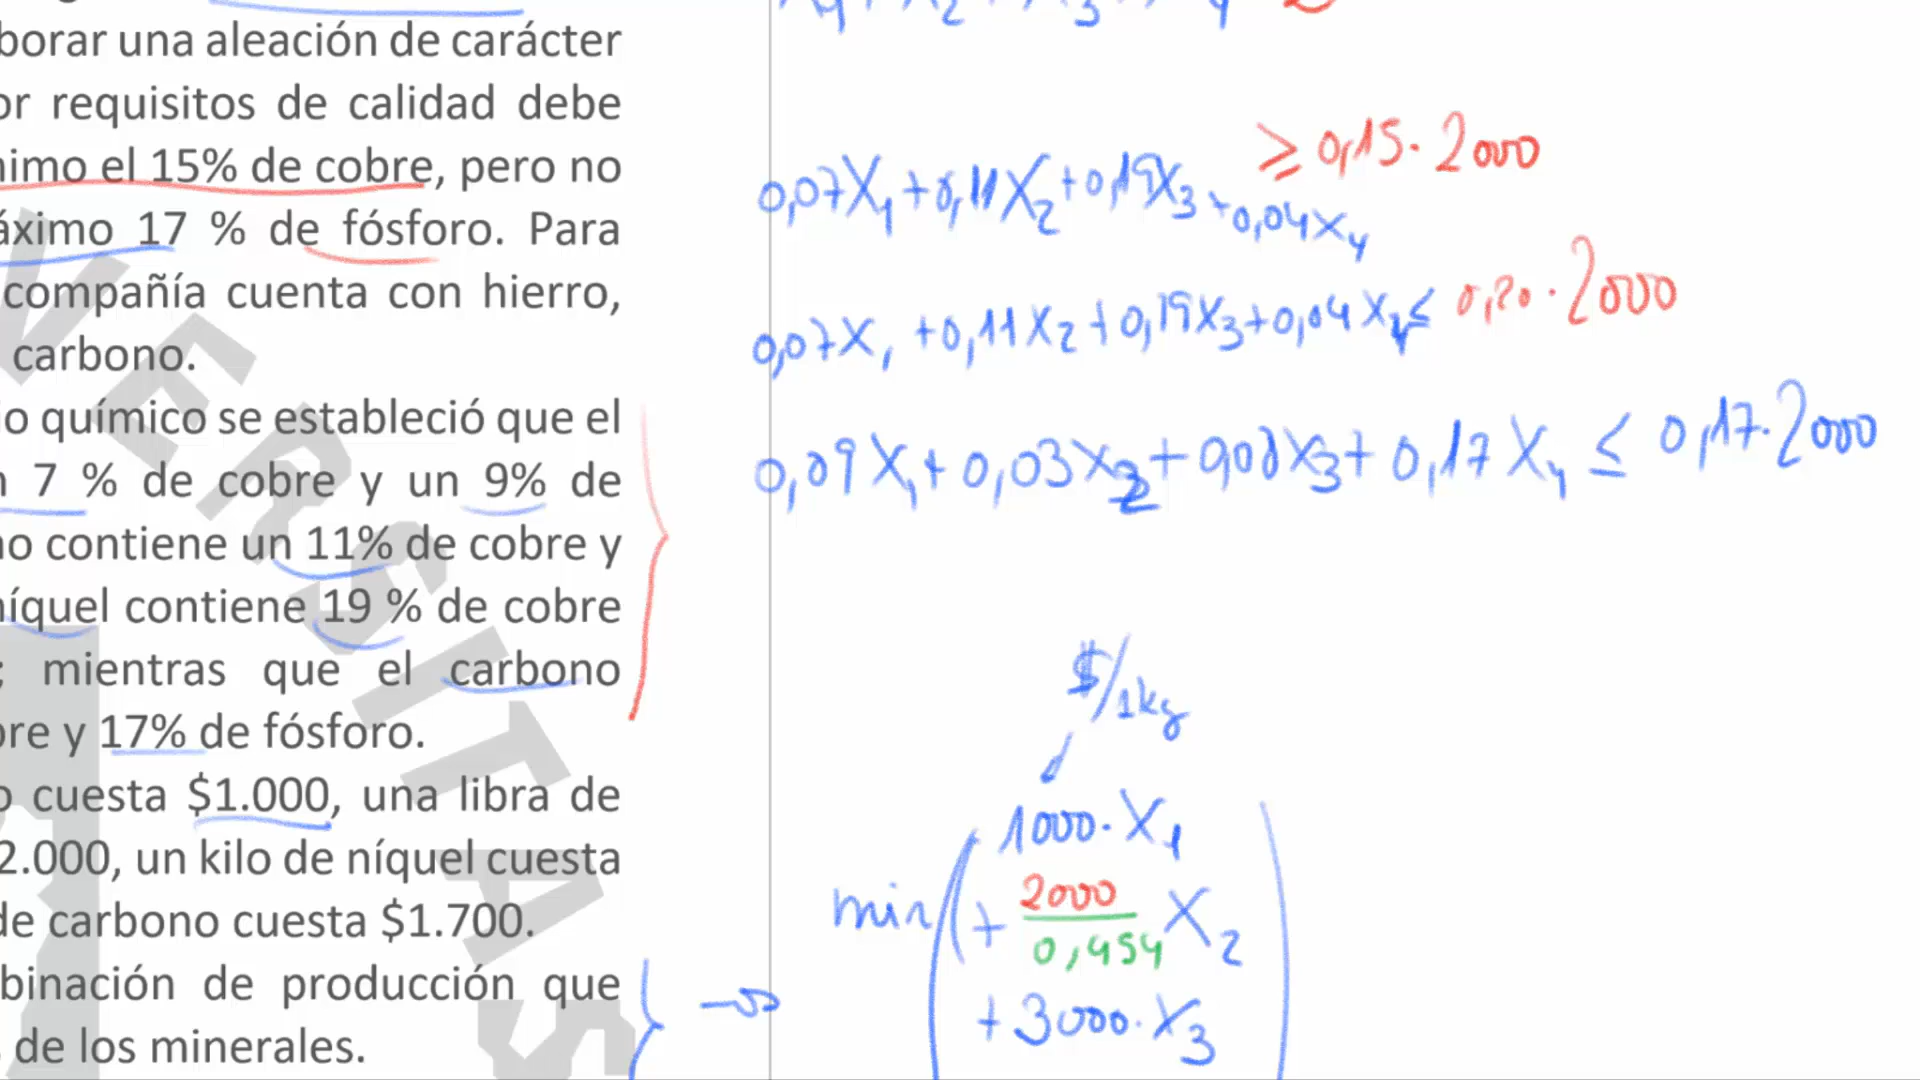 borar una aleación de carácter
or requisitos de calidad debe
nimo el 15% de cobre, pero no
áximo 17 % de fósforo. Para
compañía cuenta con hierro,
carbono.
io químico se estableció que el
n 7 % de cobre y un 9% de
no contiene un 11% de cobre y
níquel contiene 19 % de cobre
; mientras que el carbono
bre y 17% de fósforo.
o cuesta $1.000, una libra de
2.000, un kilo de níquel cuesta
de carbono cuesta $1.700.
binación de producción que
s de los minerales.
VERSITAS
0,07X1 + 0,11X2 + 0,19X3 + 0,04X4 ≥ 0,15. 2000
0,07X1 + 0,11X2 + 0,19X3 + 0,04X4 ≤ 0,20 · 2000
0,09X1 + 0,03X2 + 0,08X3 + 0,17X4 ≤ 0,17. 2000
$/1kg
1000. X1
min ( + 2000/0,454 X2
+ 3000. X3